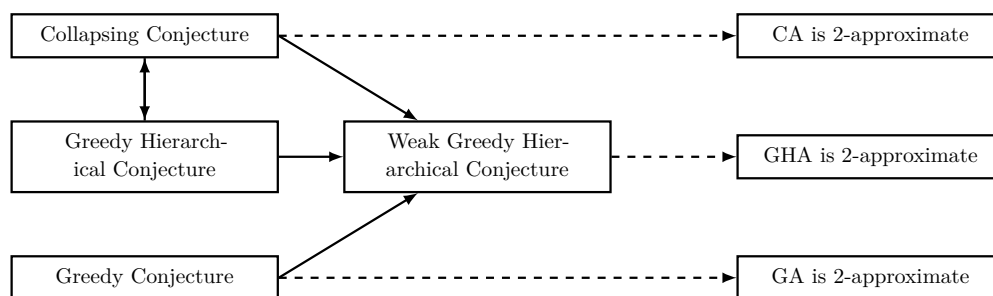 Collapsing Conjecture
CA is 2-approximate
Greedy Hierarch-
ical Conjecture
Weak Greedy Hier-
archical Conjecture
GHA is 2-approximate
Greedy Conjecture
GA is 2-approximate